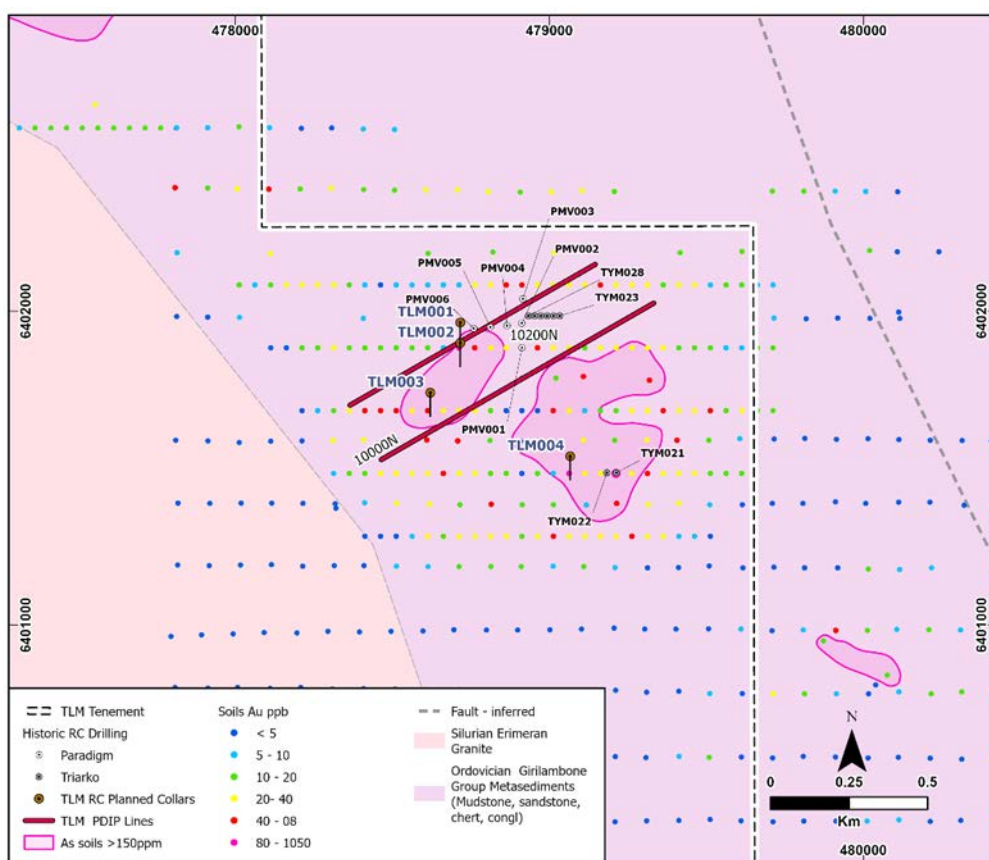 478000
479000
480000
PMV003
PMV005
PMV004
PMV002
TYM028
PMV006
TYM023
TLM001
TLM002
10200N
6402000
6402000
TLM003
PMV001
TLM004
TYM021
10000N
TYM022
6401000
6401000
TLM Tenement
Historic RC Drilling
Paradigm
Triarko
TLM RC Planned Collars
TLM PDIP Lines
As soils >150ppm
Soils Au ppb
< 5
5 - 10
10 - 20
20- 40
40 - 08
80 - 1050
Fault - inferred
Silurian Erimeran
Granite
Ordovician Girilambone
Group Metasediments
(Mudstone, sandstone,
chert, congl)
N
0 0.25 0.5
Km
480000